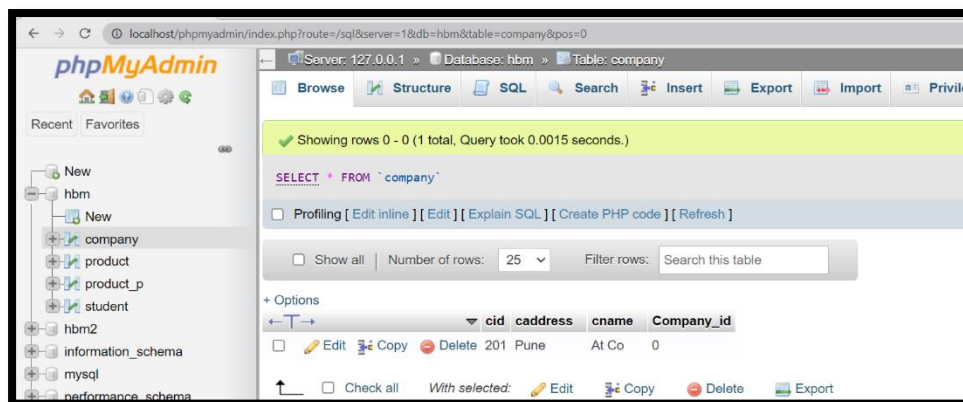 localhost/phpmyadmin/index.php?route=/sql&server=1&db=hbm&table=company&pos=0
phpMyAdmin
Recent Favorites
New
hbm
New
company
product
product_p
student
hbm2
information_schema
mysql
performance_schema
Server: 127.0.0.1 » Database: hbm » Table: company
Browse Structure SQL Search Insert Export Import
Showing rows 0 - 0 (1 total, Query took 0.0015 seconds.)
SELECT * FROM `company`
Profiling [ Edit inline ] [ Edit ] [ Explain SQL ] [ Create PHP code ] [ Refresh ]
Show all | Number of rows: 25 Filter rows: Search this table
+ Options
←T→ cid caddress cname Company_id
Edit Copy Delete 201 Pune At Co 0
Check all With selected: Edit Copy Delete Export